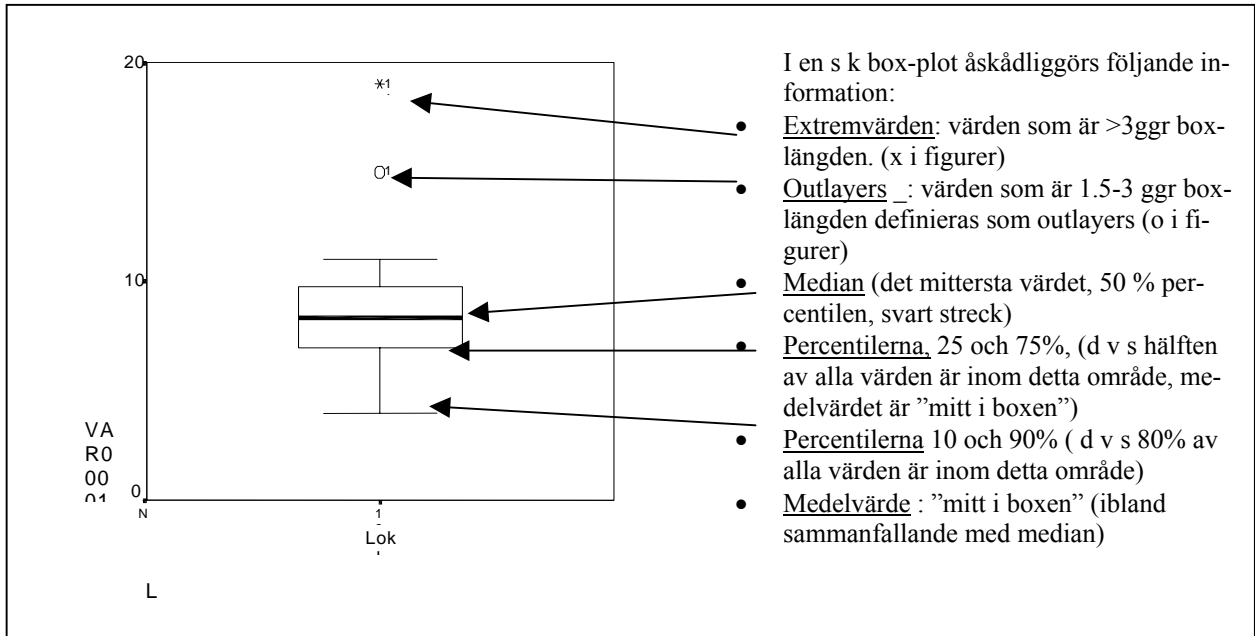 20
*1
O1
10
VA
R0
00
01
0
N
1
Lok
L
I en s k box-plot åskådliggörs följande in-
formation:
• Extremvärden: värden som är >3ggr box-
längden. (x i figurer)
• Outlayers _: värden som är 1.5-3 ggr box-
längden definieras som outlayers (o i fi-
gurer)
• Median (det mittersta värdet, 50 % per-
centilen, svart streck)
• Percentilerna, 25 och 75%, (d v s hälften
av alla värden är inom detta område, me-
delvärdet är ”mitt i boxen”)
• Percentilerna 10 och 90% ( d v s 80% av
alla värden är inom detta område)
• Medelvärde : ”mitt i boxen” (ibland
sammanfallande med median)